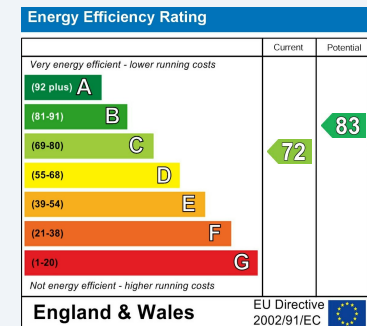 Energy Efficiency Rating
Current Potential
Very energy efficient - lower running costs
(92 plus) A
(81-91) B
83
(69-80) C
72
(55-68) D
(39-54) E
(21-38) F
(1-20) G
Not energy efficient - higher running costs
England & Wales
EU Directive
2002/91/EC